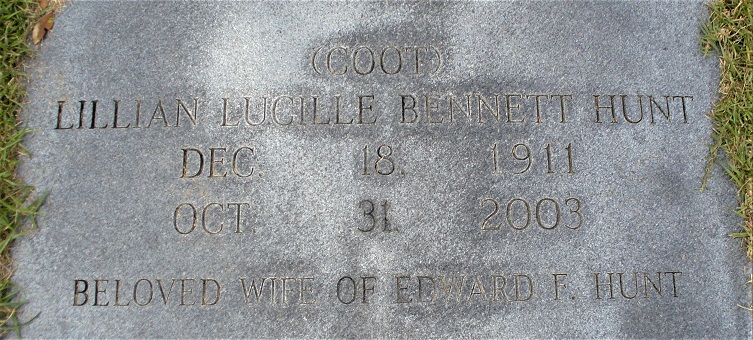 (COOT)
LILLIAN LUCILLE BENNETT HUNT
DEC. 18. 1911
OCT. 31. 2003
BELOVED WIFE OF EDWARD F. HUNT